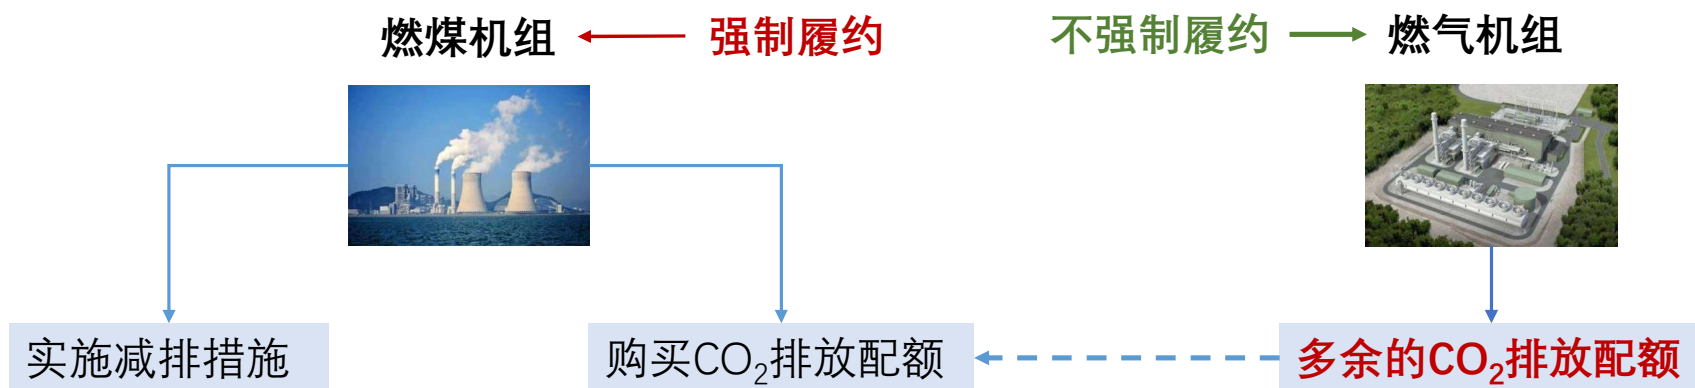 燃煤机组
强制履约
不强制履约
燃气机组
实施减排措施
购买CO₂排放配额
多余的CO₂排放配额